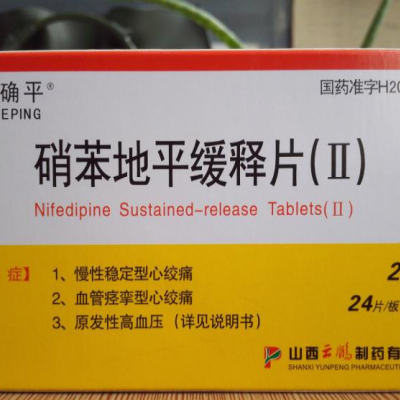 确平®
EPING
国药准字H20
硝苯地平缓释片(Ⅱ)
Nifedipine Sustained-release Tablets(Ⅱ)
症】
1、慢性稳定型心绞痛
2、血管痉挛型心绞痛
3、原发性高血压（详见说明书）
2
24片/板
山西云鹏制药有
SHANXI YUNPENG PHARMACEUTIC